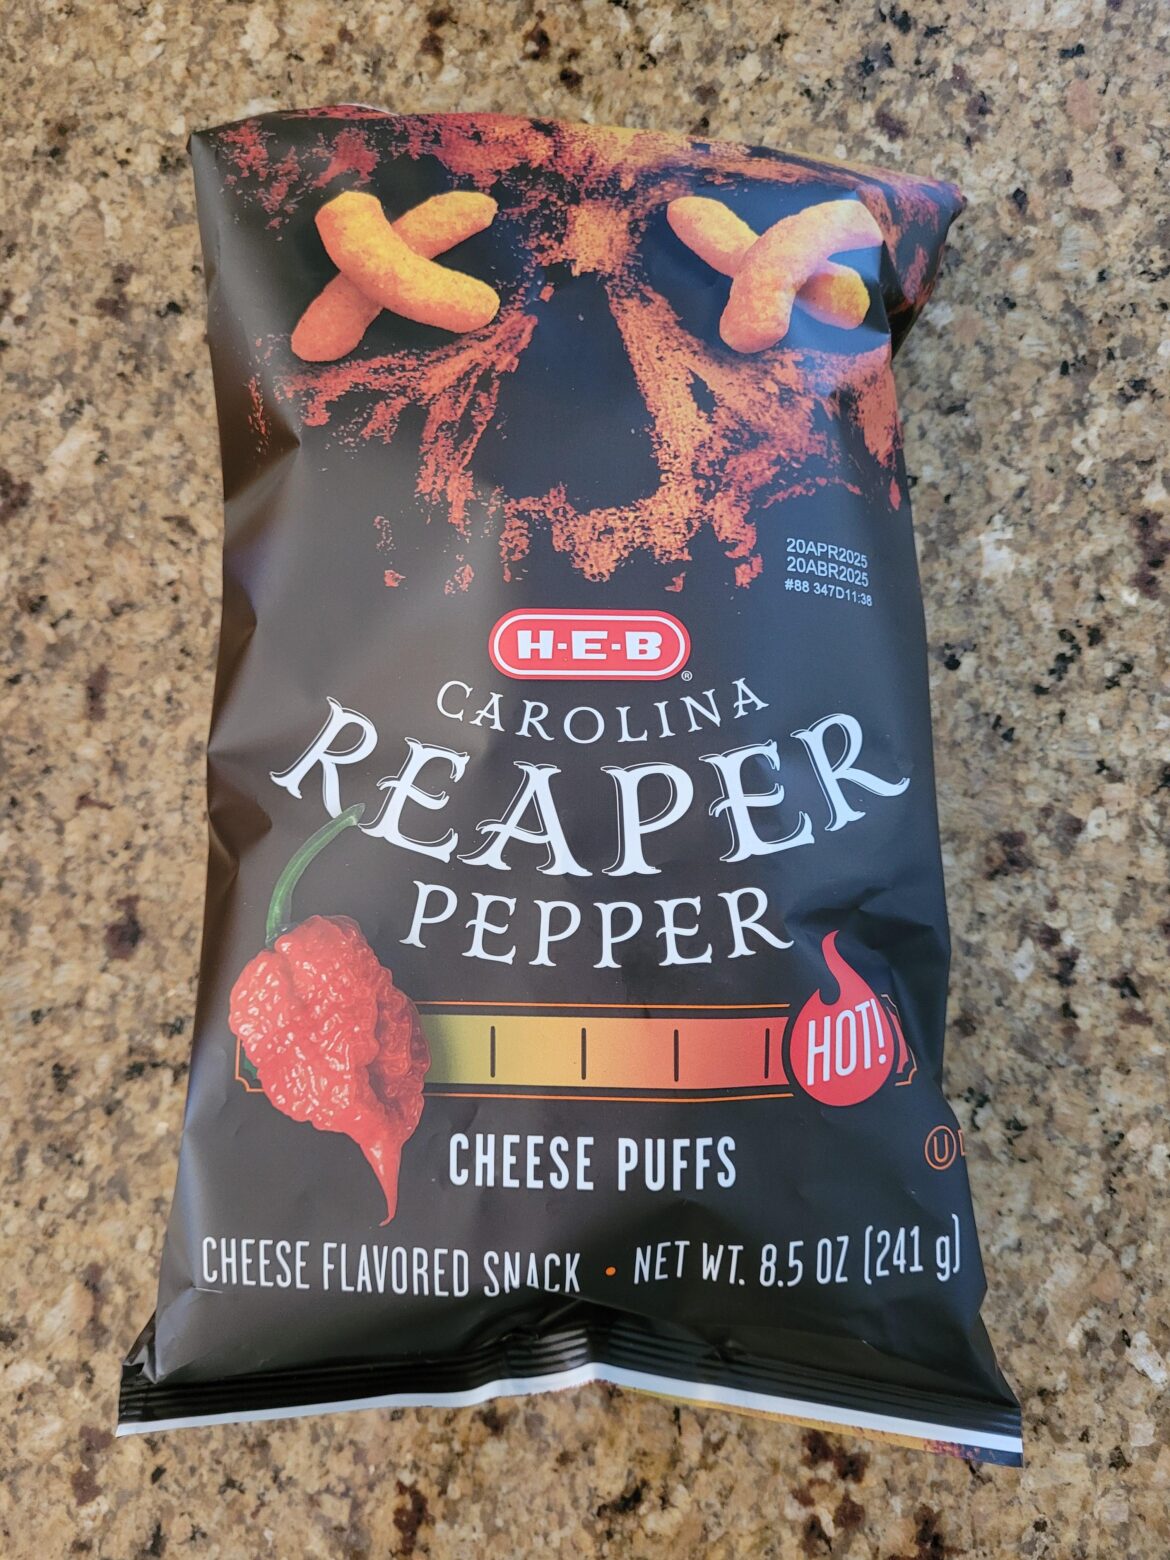 20APR2025
20ABR2025
#88 347D11:38
H-E-B®
CAROLINA
REAPER
PEPPER
HOT!
CHEESE PUFFS
U
CHEESE FLAVORED SNACK • NET WT. 8.5 OZ (241 g)